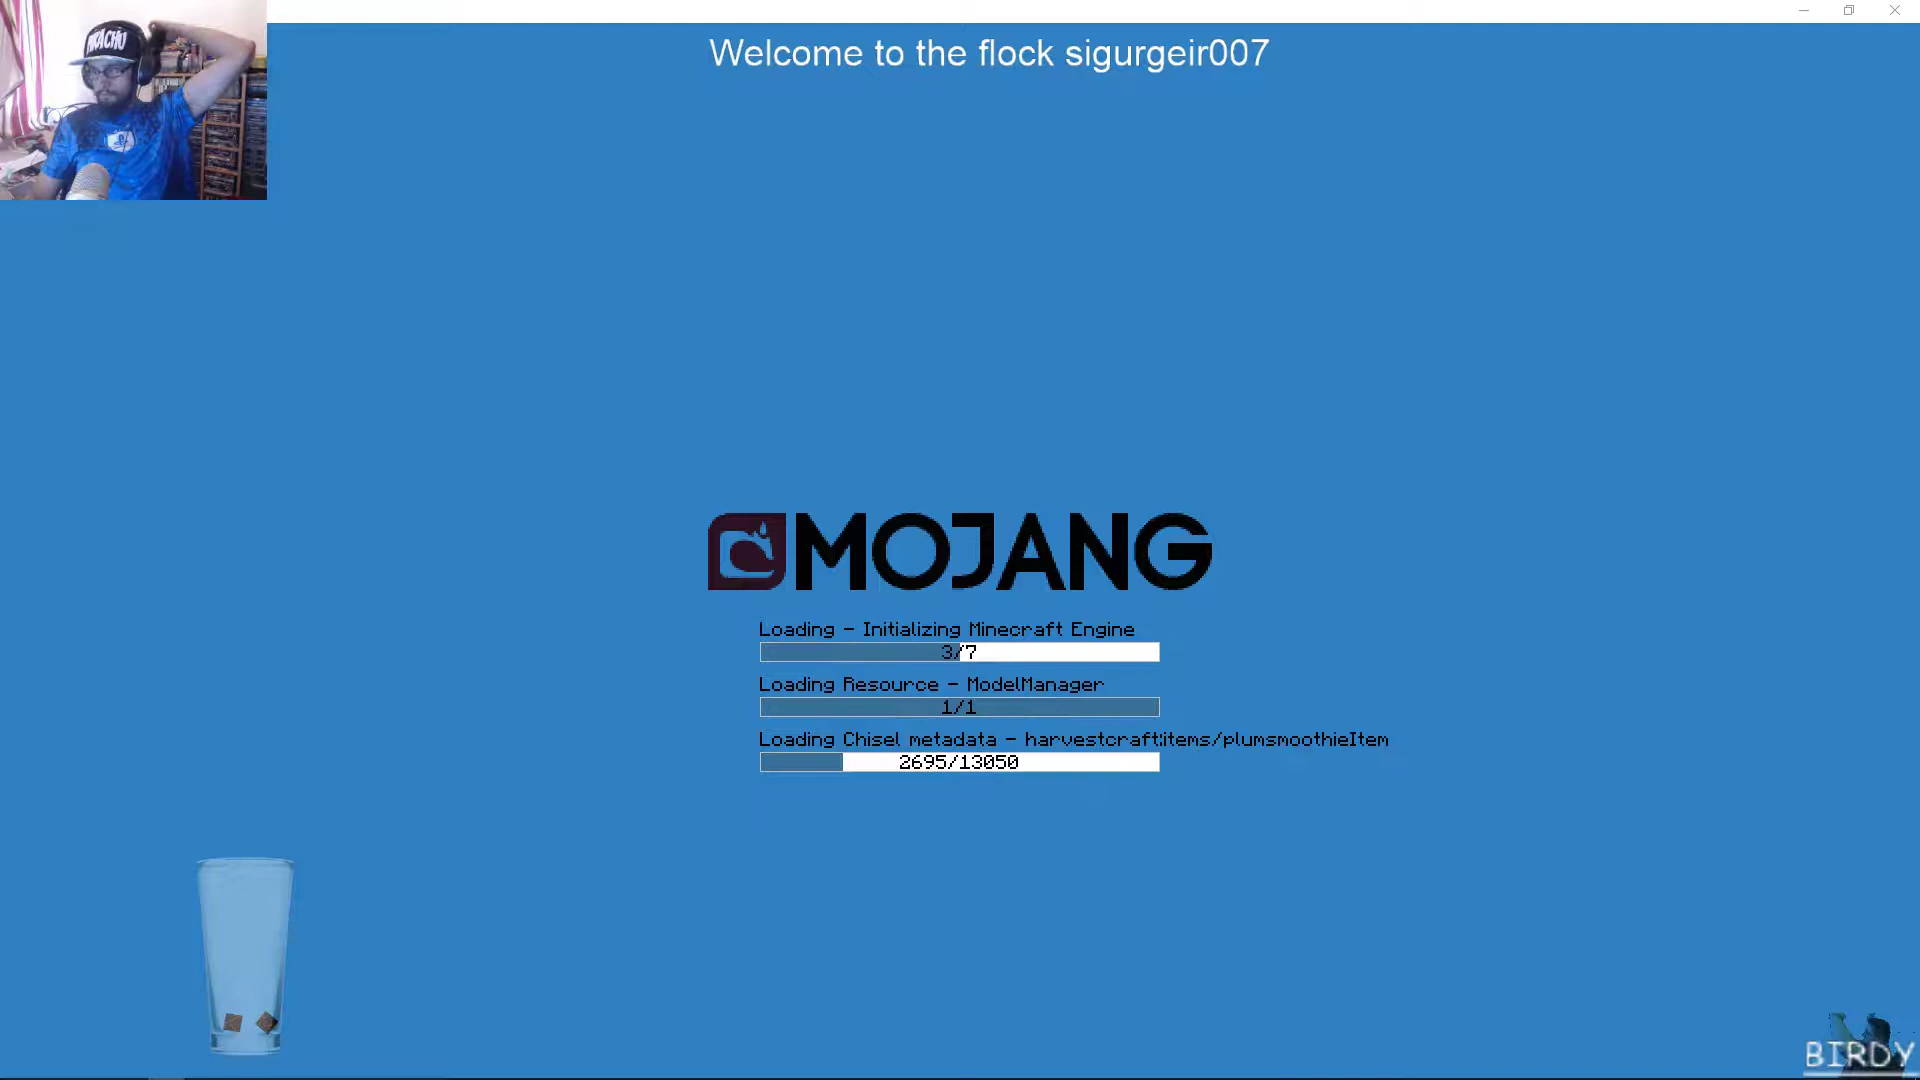 PIKACHU
Welcome to the flock sigurgeir007
MOJANG
Loading - Initializing Minecraft Engine
3/7
Loading Resource - ModelManager
1/1
Loading Chisel metadata - harvestcraft:items/plumsmoothieItem
2695/13050
BIRDY